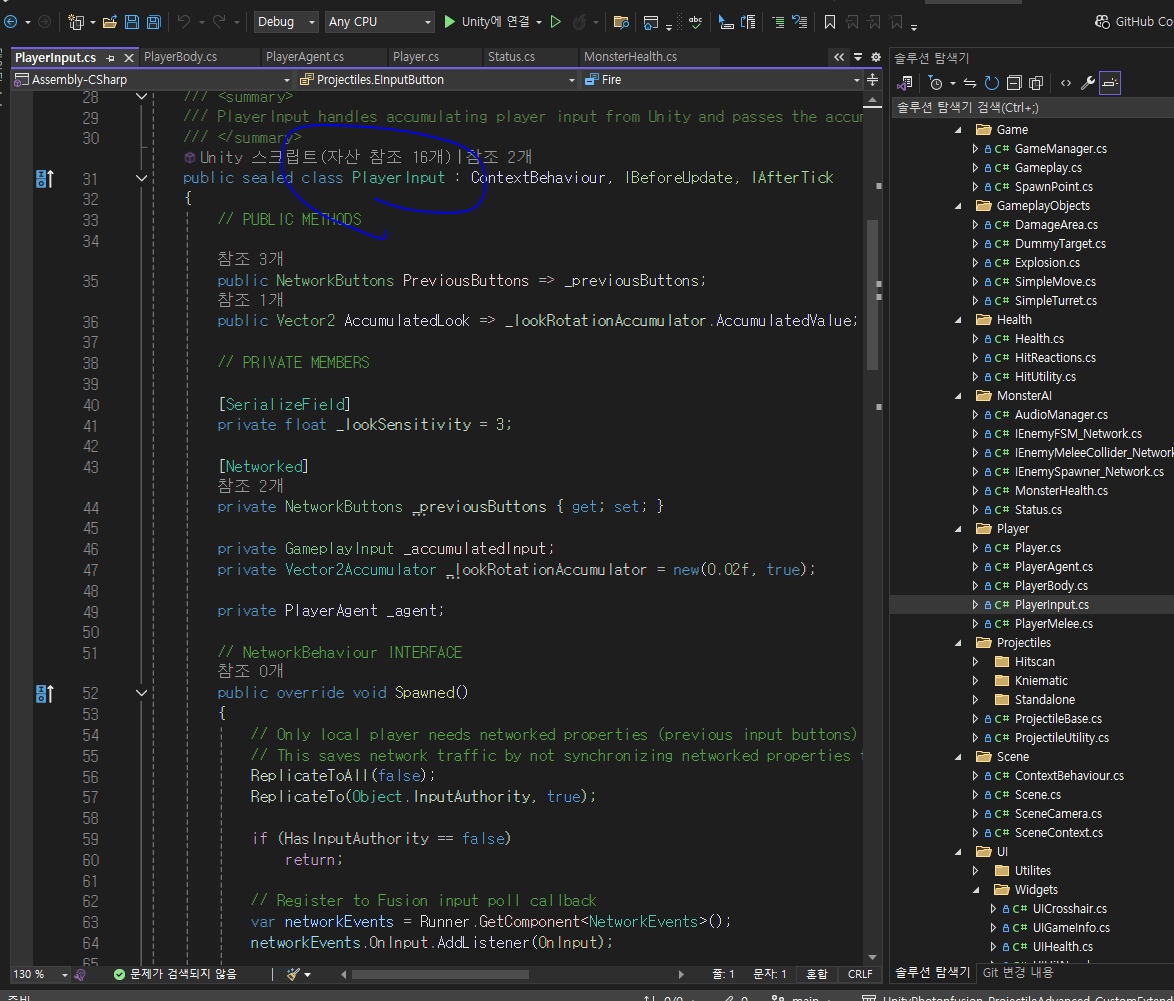 Debug
Any CPU
Unity에 연결
GitHub Co
PlayerInput.cs
PlayerBody.cs
PlayerAgent.cs
Player.cs
Status.cs
MonsterHealth.cs
Assembly-CSharp
Projectiles.EInputButton
Fire
28 /// <summary>
29 /// PlayerInput handles accumulating player input from Unity and passes the accum
30 /// </summary>
Unity 스크립트(자산 참조 16개)|참조 2개
31 public sealed class PlayerInput : ContextBehaviour, IBeforeUpdate, IAfterTick
32 {
33 // PUBLIC METHODS
34
참조 3개
35 public NetworkButtons PreviousButtons => _previousButtons;
참조 1개
36 public Vector2 AccumulatedLook => _lookRotationAccumulator.AccumulatedValue;
37
38 // PRIVATE MEMBERS
39
40 [SerializeField]
41 private float _lookSensitivity = 3;
42
43 [Networked]
참조 2개
44 private NetworkButtons _previousButtons { get; set; }
45
46 private GameplayInput _accumulatedInput;
47 private Vector2Accumulator _lookRotationAccumulator = new(0.02f, true);
48
49 private PlayerAgent _agent;
50
51 // NetworkBehaviour INTERFACE
참조 0개
52 public override void Spawned()
53 {
54 // Only local player needs networked properties (previous input buttons)
55 // This saves network traffic by not synchronizing networked properties
56 ReplicateToAll(false);
57 ReplicateTo(Object.InputAuthority, true);
58
59 if (HasInputAuthority == false)
60 return;
61
62 // Register to Fusion input poll callback
63 var networkEvents = Runner.GetComponent<NetworkEvents>();
64 networkEvents.OnInput.AddListener(OnInput);
65
130 %
문제가 검색되지 않음
줄: 1
문자: 1
혼합
CRLF
솔루션 탐색기
솔루션 탐색기 검색(Ctrl+;)
Game
C# GameManager.cs
C# Gameplay.cs
C# SpawnPoint.cs
GameplayObjects
C# DamageArea.cs
C# DummyTarget.cs
C# Explosion.cs
C# SimpleMove.cs
C# SimpleTurret.cs
Health
C# Health.cs
C# HitReactions.cs
C# HitUtility.cs
MonsterAI
C# AudioManager.cs
C# IEnemyFSM_Network.cs
C# IEnemyMeleeCollider_Network
C# IEnemySpawner_Network.cs
C# MonsterHealth.cs
C# Status.cs
Player
C# Player.cs
C# PlayerAgent.cs
C# PlayerBody.cs
C# PlayerInput.cs
C# PlayerMelee.cs
Projectiles
Hitscan
Kniematic
Standalone
C# ProjectileBase.cs
C# ProjectileUtility.cs
Scene
C# ContextBehaviour.cs
C# Scene.cs
C# SceneCamera.cs
C# SceneContext.cs
UI
Utilites
Widgets
C# UICrosshair.cs
C# UIGameInfo.cs
C# UIHealth.cs
솔루션 탐색기
Git 변경 내용